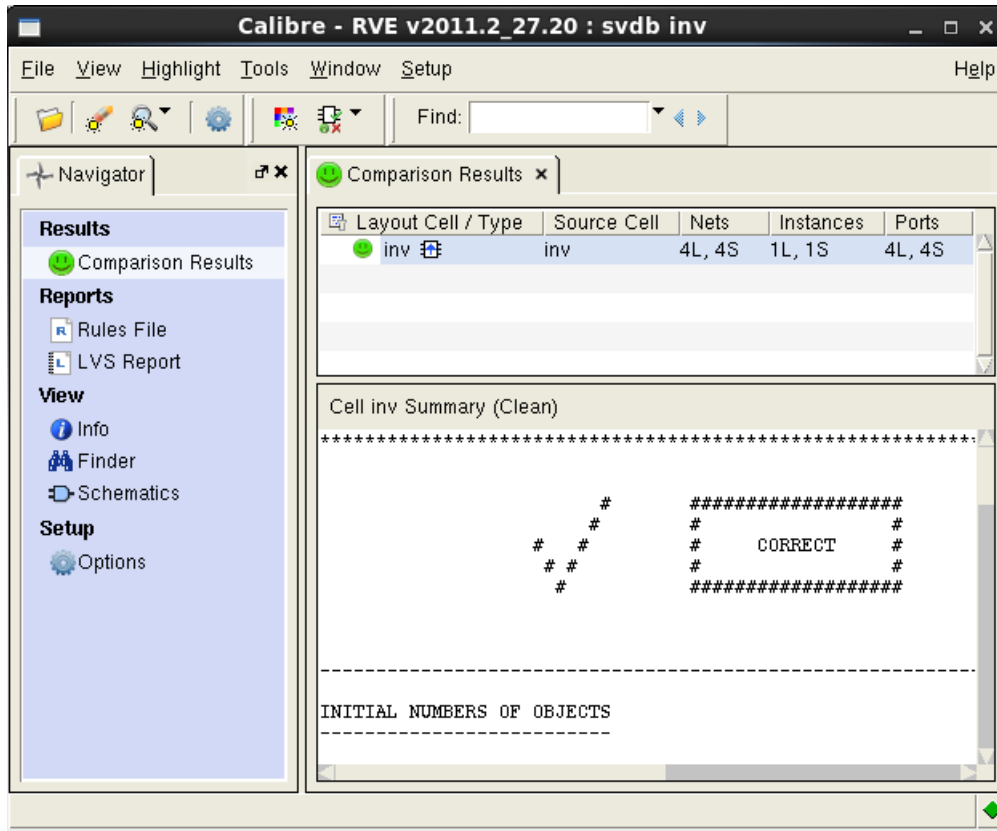 Calibre - RVE v2011.2_27.20 : svdb inv
File View Highlight Tools Window Setup Help
Find:
Navigator
Results
Comparison Results
Reports
Rules File
LVS Report
View
Info
Finder
Schematics
Setup
Options
Comparison Results
Layout Cell / Type Source Cell Nets Instances Ports
inv inv 4L, 4S 1L, 1S 4L, 4S
Cell inv Summary (Clean)
***********************************************************
# ###################
# # #
# # # CORRECT #
# # # #
# ###################
-----------------------------------------------------------
INITIAL NUMBERS OF OBJECTS
--------------------------